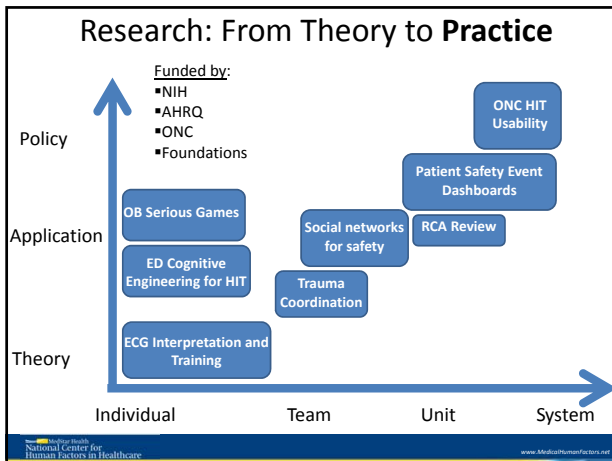 Research: From Theory to Practice
Funded by:
▪NIH
▪AHRQ
▪ONC
▪Foundations
Policy
Application
Theory
ONC HIT
Usability
Patient Safety Event
Dashboards
OB Serious Games
Social networks
for safety
RCA Review
ED Cognitive
Engineering for HIT
Trauma
Coordination
ECG Interpretation and
Training
Individual
Team
Unit
System
MedStar Health
National Center for
Human Factors in Healthcare
www.MedicalHumanFactors.net